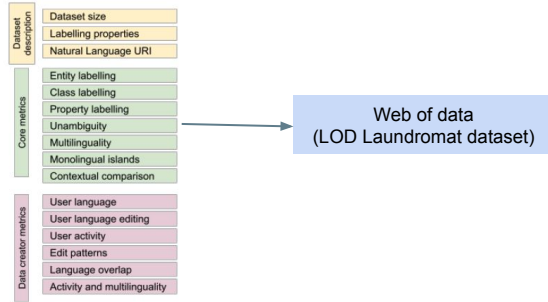 Dataset
description
Dataset size
Labelling properties
Natural Language URI
Core metrics
Entity labelling
Class labelling
Property labelling
Unambiguity
Multilinguality
Monolingual islands
Contextual comparison
Web of data
(LOD Laundromat dataset)
Data creator metrics
User language
User language editing
User activity
Edit patterns
Language overlap
Activity and multilinguality